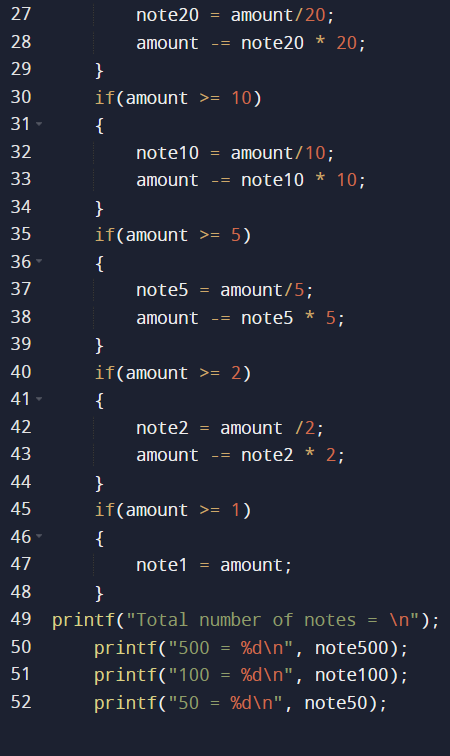 27 note20 = amount/20;
28 amount -= note20 * 20;
29 }
30 if(amount >= 10)
31 {
32 note10 = amount/10;
33 amount -= note10 * 10;
34 }
35 if(amount >= 5)
36 {
37 note5 = amount/5;
38 amount -= note5 * 5;
39 }
40 if(amount >= 2)
41 {
42 note2 = amount /2;
43 amount -= note2 * 2;
44 }
45 if(amount >= 1)
46 {
47 note1 = amount;
48 }
49 printf("Total number of notes = \n");
50 printf("500 = %d\n", note500);
51 printf("100 = %d\n", note100);
52 printf("50 = %d\n", note50);